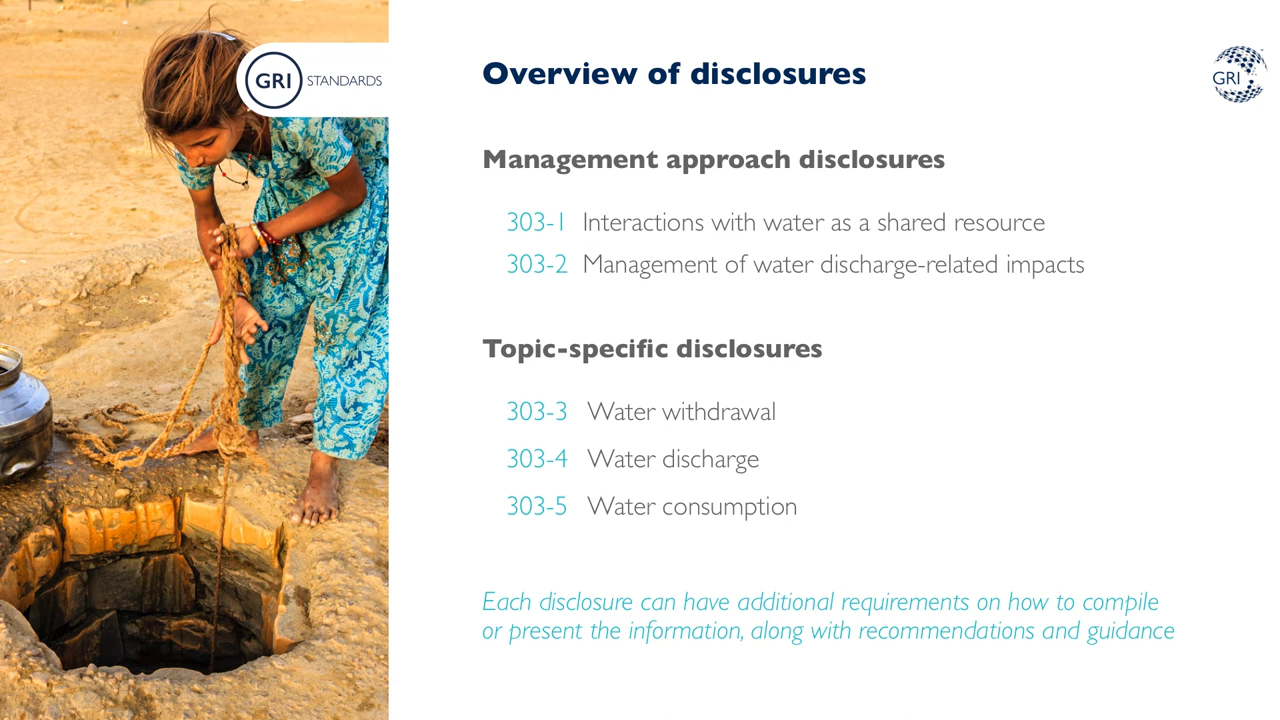 GRI STANDARDS
Overview of disclosures
GRI
Management approach disclosures
303-1 Interactions with water as a shared resource
303-2 Management of water discharge-related impacts
Topic-specific disclosures
303-3 Water withdrawal
303-4 Water discharge
303-5 Water consumption
Each disclosure can have additional requirements on how to compile
or present the information, along with recommendations and guidance